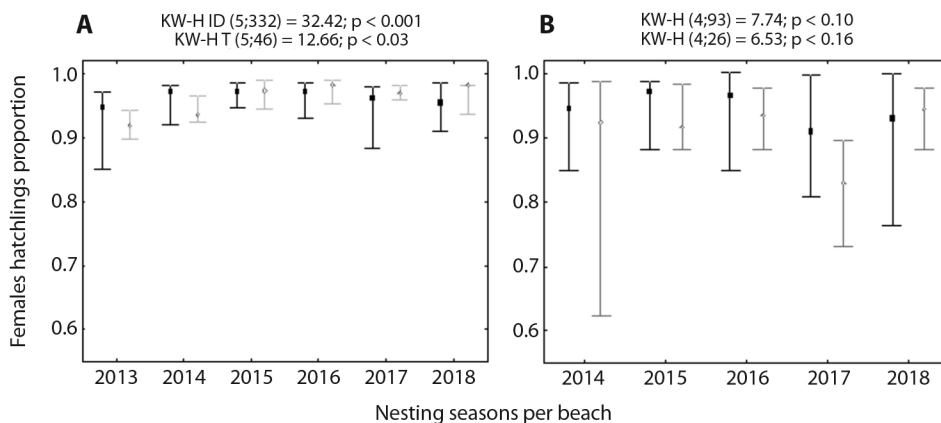 A
KW-H ID (5;332) = 32.42; p < 0.001
KW-H T (5;46) = 12.66; p < 0.03
B
KW-H (4;93) = 7.74; p < 0.10
KW-H (4;26) = 6.53; p < 0.16
Females hatchlings proportion
1.0
0.9
0.8
0.7
0.6
2013 2014 2015 2016 2017 2018
1.0
0.9
0.8
0.7
0.6
2014 2015 2016 2017 2018
Nesting seasons per beach